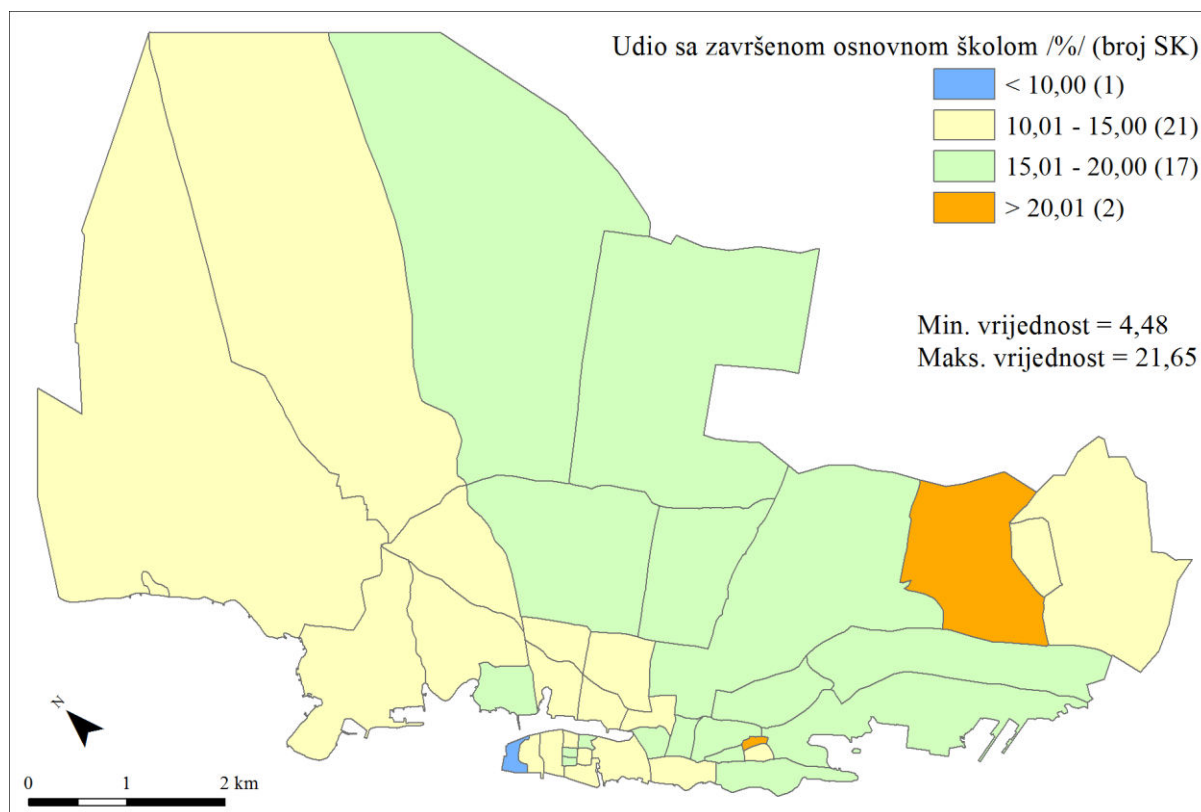 Udio sa završenom osnovnom školom /%/ (broj SK)
< 10,00 (1)
10,01 - 15,00 (21)
15,01 - 20,00 (17)
> 20,01 (2)
Min. vrijednost = 4,48
Maks. vrijednost = 21,65
N
0 1 2 km